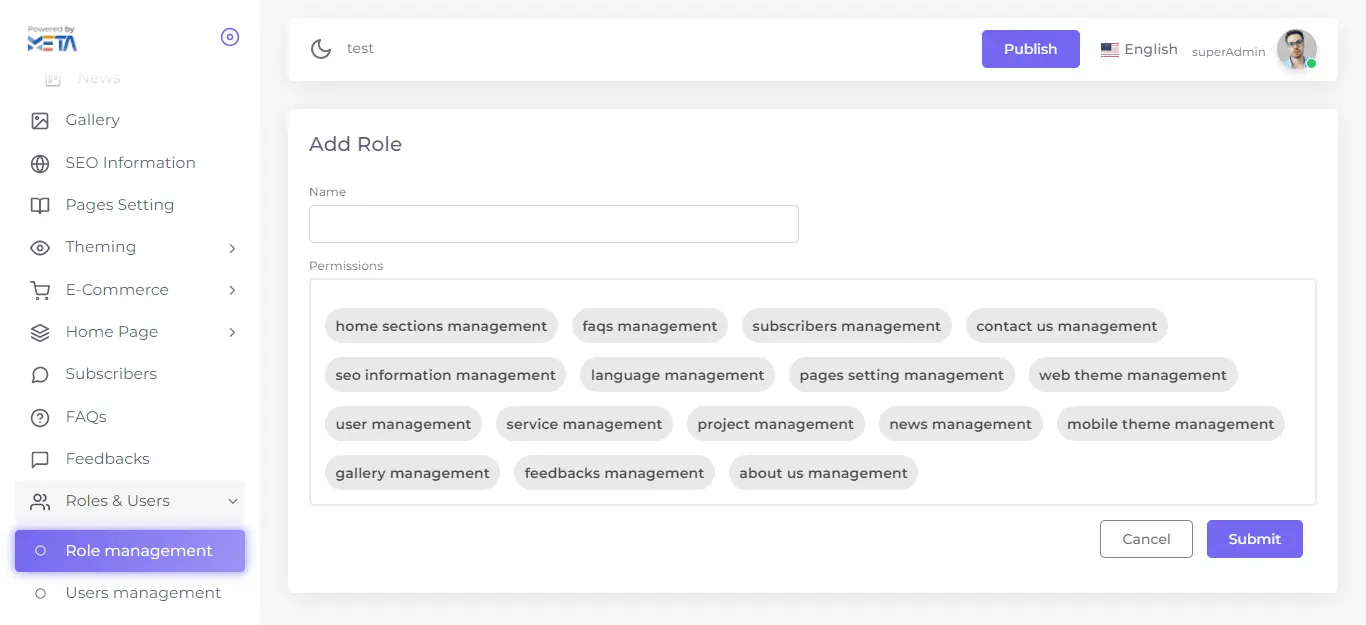 Powered by
META
News
Gallery
SEO Information
Pages Setting
Theming
E-Commerce
Home Page
Subscribers
FAQs
Feedbacks
Roles & Users
Role management
Users management
test
Publish
English
superAdmin
Add Role
Name
Permissions
home sections management
faqs management
subscribers management
contact us management
seo information management
language management
pages setting management
web theme management
user management
service management
project management
news management
mobile theme management
gallery management
feedbacks management
about us management
Cancel
Submit